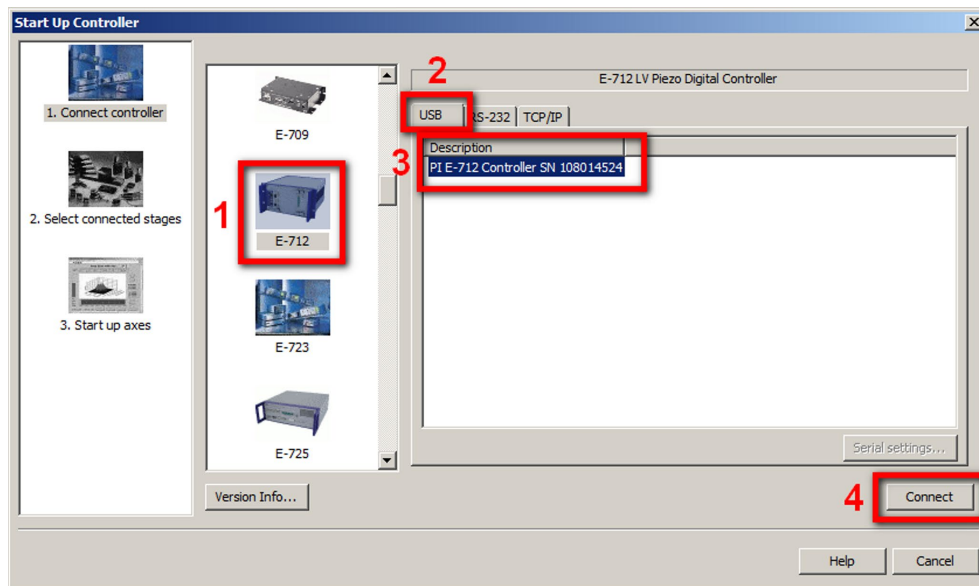 Start Up Controller
1. Connect controller
2. Select connected stages
3. Start up axes
E-709
1
E-712
E-723
E-725
Version Info...
E-712 LV Piezo Digital Controller
2
USB
RS-232
TCP/IP
3
Description
PI E-712 Controller SN 108014524
Serial settings...
4
Connect
Help
Cancel